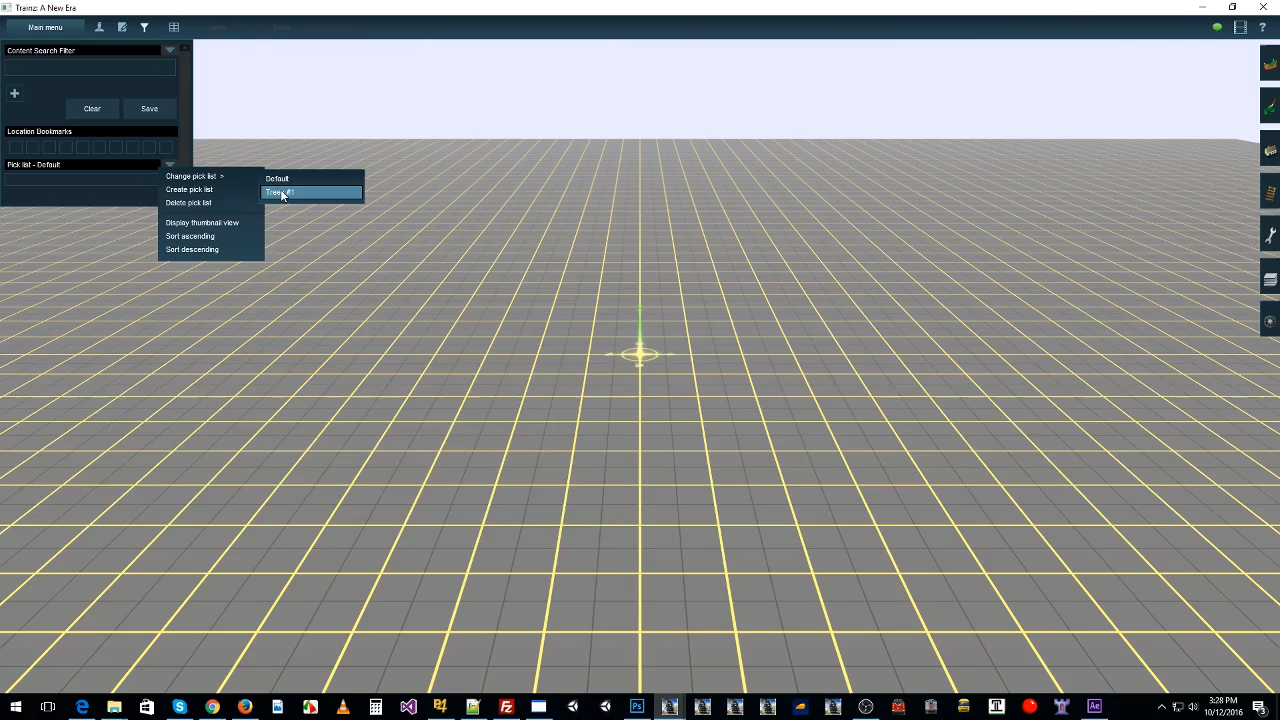 Trainz: A New Era
Main menu
Content Search Filter
Clear
Save
Location Bookmarks
Pick list - Default
Change pick list >
Create pick list
Delete pick list
Display thumbnail view
Sort ascending
Sort descending
Default
#1
3:28 PM
10/12/2016